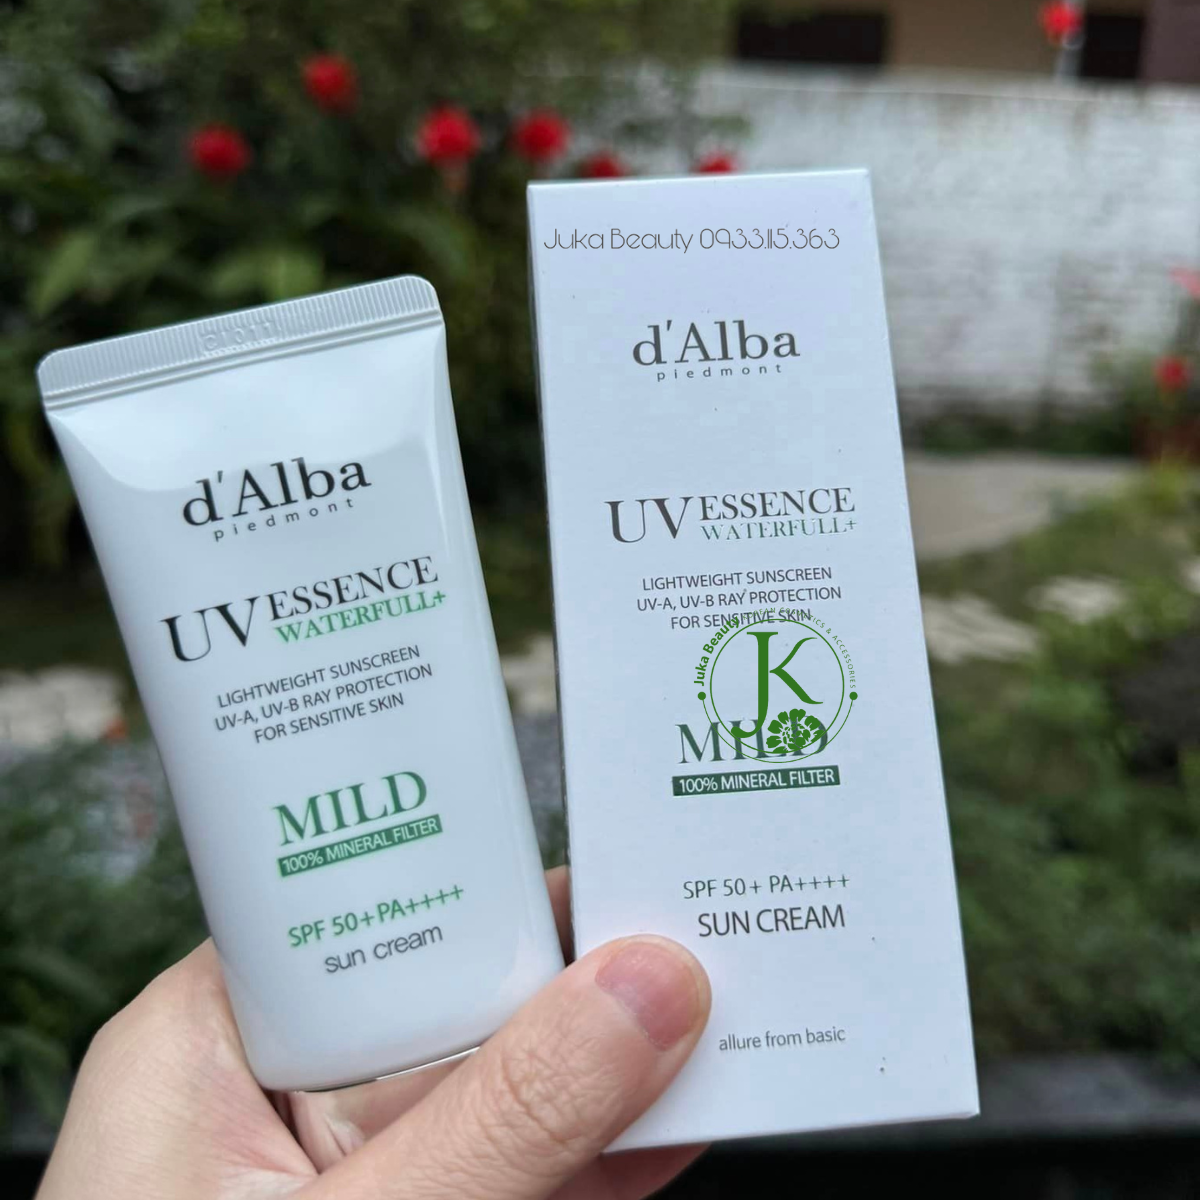 Juka Beauty 0933.115.363
d'Alba
piedmont
UV ESSENCE
WATERFULL+
LIGHTWEIGHT SUNSCREEN
UV-A, UV-B RAY PROTECTION
FOR SENSITIVE SKIN
MILD
100% MINERAL FILTER
SPF 50+ PA++++
sun cream
d'Alba
piedmont
UV ESSENCE
WATERFULL+
LIGHTWEIGHT SUNSCREEN
UV-A, UV-B RAY PROTECTION
FOR SENSITIVE SKIN
Juka Beauty
& ACCESSORIES
JK
MILD
100% MINERAL FILTER
SPF 50+ PA++++
SUN CREAM
allure from basic